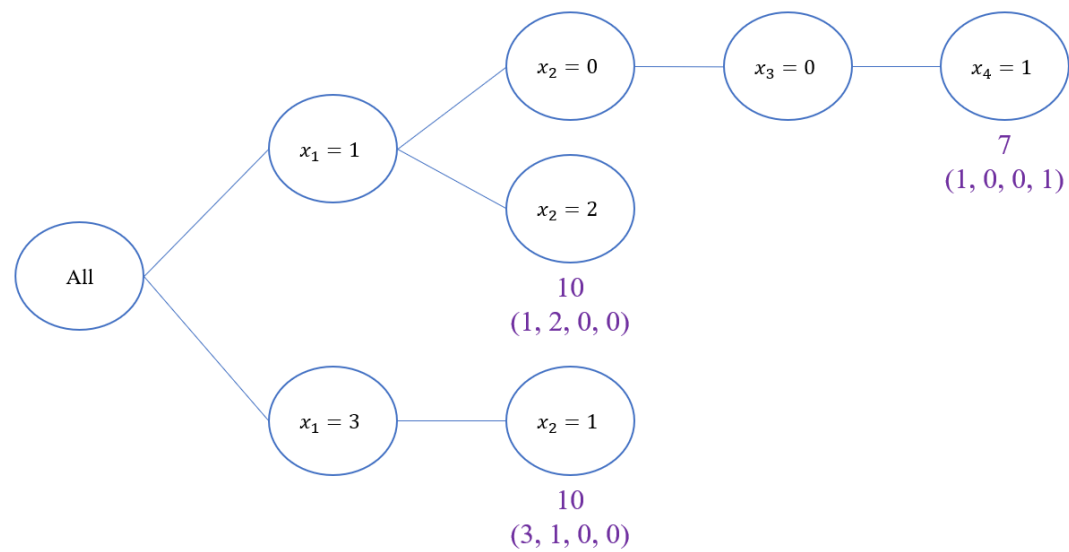 x₂ = 0
x₃ = 0
x₄ = 1
7
(1, 0, 0, 1)
x₁ = 1
x₂ = 2
10
(1, 2, 0, 0)
All
x₁ = 3
x₂ = 1
10
(3, 1, 0, 0)